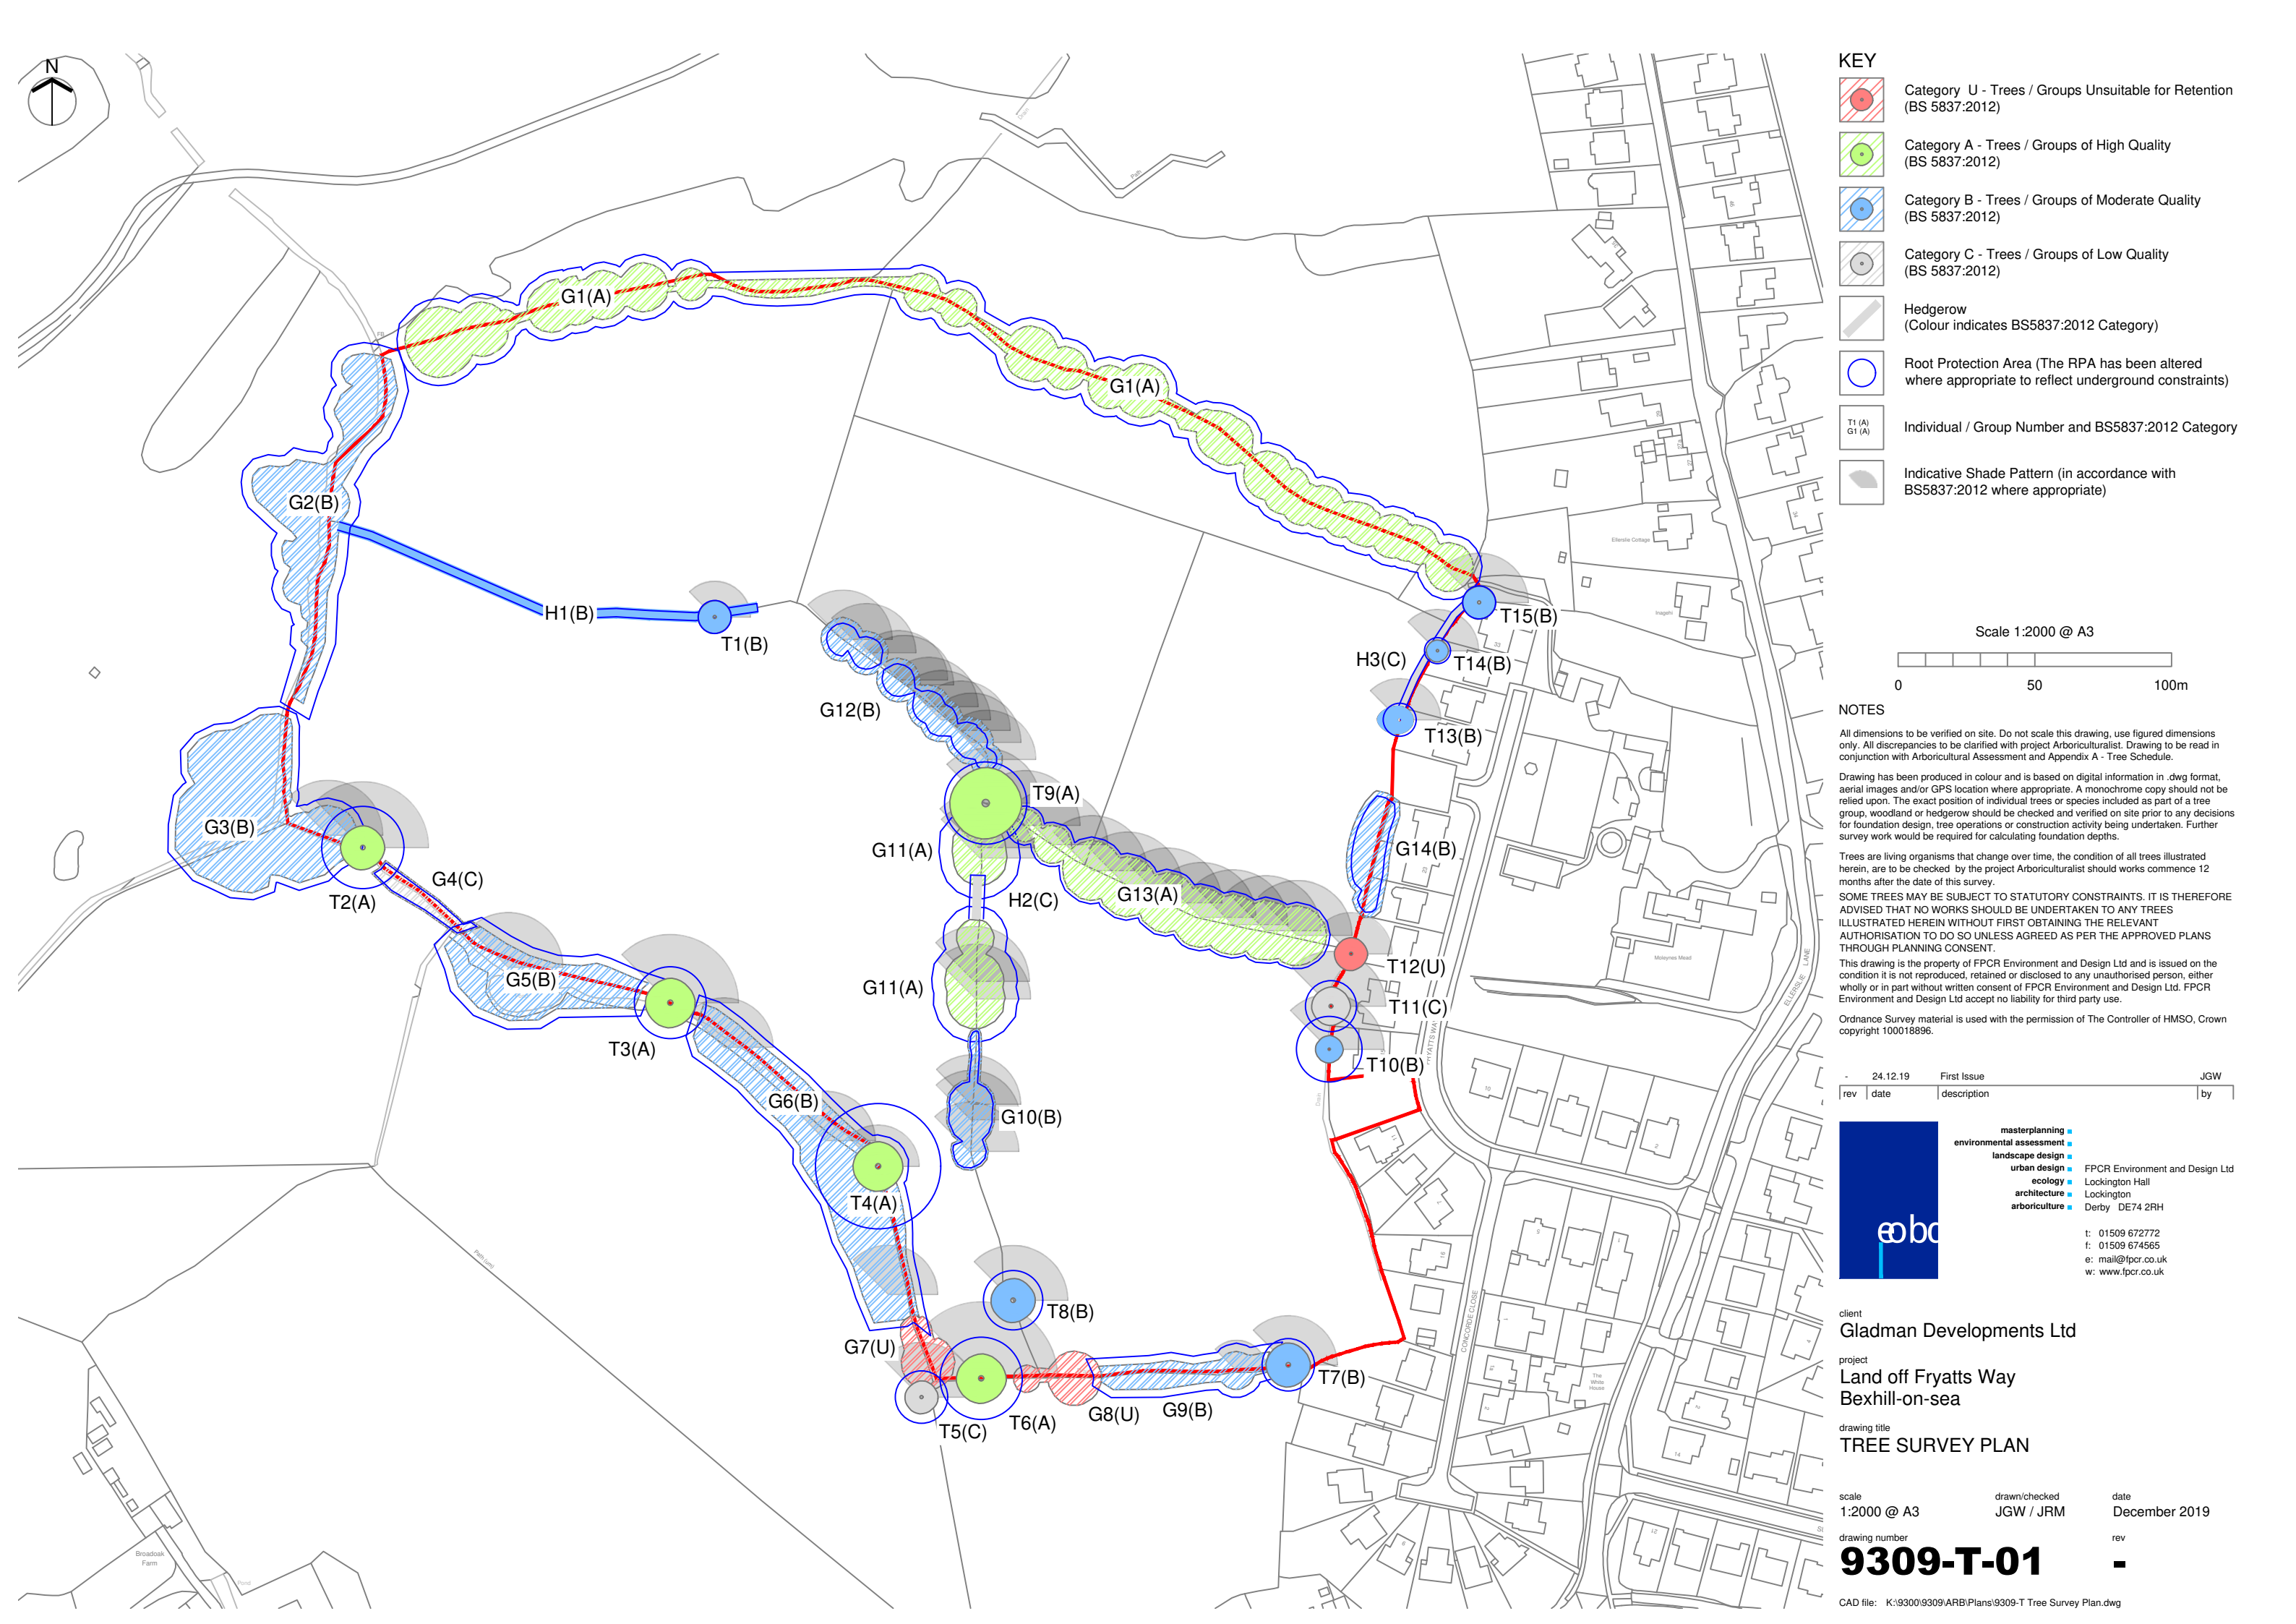 N
FB
Drain
Path
G1(A)
G1(A)
G2(B)
H1(B)
T1(B)
T15(B)
H3(C)
T14(B)
T13(B)
G12(B)
T9(A)
G3(B)
G14(B)
G11(A)
G4(C)
T2(A)
H2(C)
G13(A)
T12(U)
G5(B)
G11(A)
T11(C)
T3(A)
T10(B)
G6(B)
G10(B)
T4(A)
T8(B)
G7(U)
T7(B)
T5(C)
T6(A)
G8(U)
G9(B)
Ellerslie Cottage
Inagehi
Moleynes Mead
ELLERSLIE LANE
CONCORDE CLOSE
The
White
House
Path (um)
Drain
Broadoak
Farm
Pond
KEY
Category U - Trees / Groups Unsuitable for Retention
(BS 5837:2012)
Category A - Trees / Groups of High Quality
(BS 5837:2012)
Category B - Trees / Groups of Moderate Quality
(BS 5837:2012)
Category C - Trees / Groups of Low Quality
(BS 5837:2012)
Hedgerow
(Colour indicates BS5837:2012 Category)
Root Protection Area (The RPA has been altered
where appropriate to reflect underground constraints)
T1 (A)
G1 (A)
Individual / Group Number and BS5837:2012 Category
Indicative Shade Pattern (in accordance with
BS5837:2012 where appropriate)
Scale 1:2000 @ A3
0 50 100m
NOTES
All dimensions to be verified on site. Do not scale this drawing, use figured dimensions
only. All discrepancies to be clarified with project Arboriculturalist. Drawing to be read in
conjunction with Arboricultural Assessment and Appendix A - Tree Schedule.
Drawing has been produced in colour and is based on digital information in .dwg format,
aerial images and/or GPS location where appropriate. A monochrome copy should not be
relied upon. The exact position of individual trees or species included as part of a tree
group, woodland or hedgerow should be checked and verified on site prior to any decisions
for foundation design, tree operations or construction activity being undertaken. Further
survey work would be required for calculating foundation depths.
Trees are living organisms that change over time, the condition of all trees illustrated
herein, are to be checked by the project Arboriculturalist should works commence 12
months after the date of this survey.
SOME TREES MAY BE SUBJECT TO STATUTORY CONSTRAINTS. IT IS THEREFORE
ADVISED THAT NO WORKS SHOULD BE UNDERTAKEN TO ANY TREES
ILLUSTRATED HEREIN WITHOUT FIRST OBTAINING THE RELEVANT
AUTHORISATION TO DO SO UNLESS AGREED AS PER THE APPROVED PLANS
THROUGH PLANNING CONSENT.
This drawing is the property of FPCR Environment and Design Ltd and is issued on the
condition it is not reproduced, retained or disclosed to any unauthorised person, either
wholly or in part without written consent of FPCR Environment and Design Ltd. FPCR
Environment and Design Ltd accept no liability for third party use.
Ordnance Survey material is used with the permission of The Controller of HMSO, Crown
copyright 100018896.
- 24.12.19 First Issue JGW
rev date description by
masterplanning
environmental assessment
landscape design
urban design
ecology
architecture
arboriculture
FPCR Environment and Design Ltd
Lockington Hall
Lockington
Derby DE74 2RH
t: 01509 672772
f: 01509 674565
e: mail@fpcr.co.uk
w: www.fpcr.co.uk
client
Gladman Developments Ltd
project
Land off Fryatts Way
Bexhill-on-sea
drawing title
TREE SURVEY PLAN
scale drawn/checked date
1:2000 @ A3 JGW / JRM December 2019
drawing number rev
9309-T-01 -
CAD file: K:\9300\9309\ARB\Plans\9309-T Tree Survey Plan.dwg